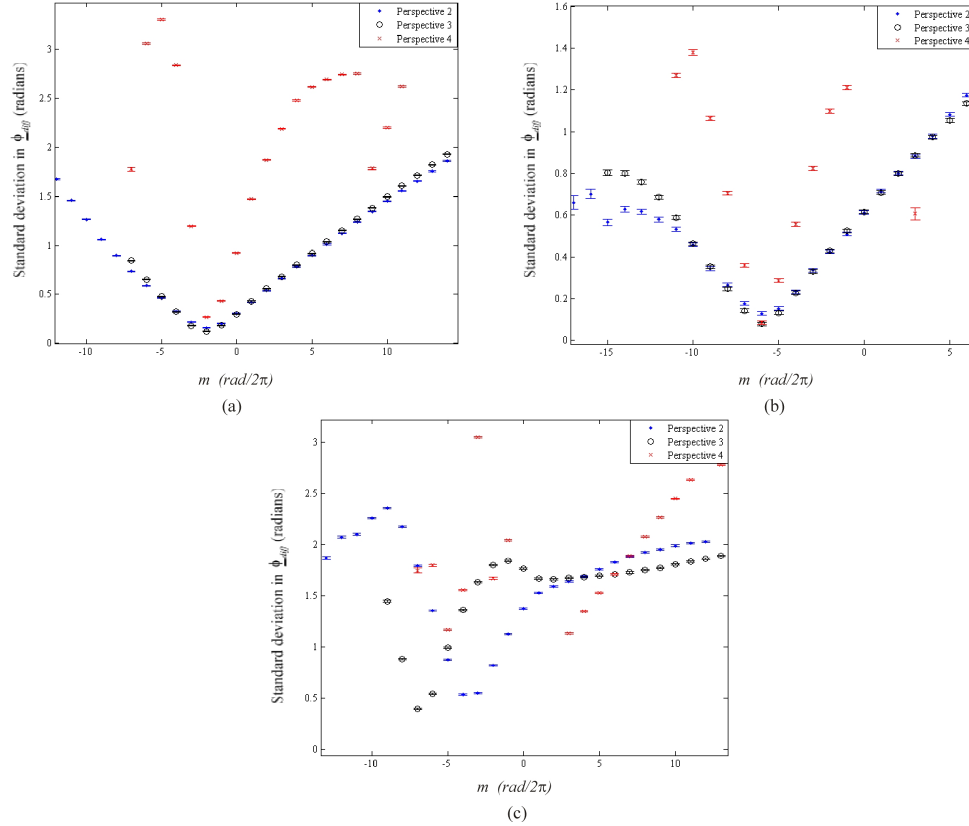 Perspective 2
Perspective 3
Perspective 4
Standard deviation in ϕ_diff (radians)
3
2.5
2
1.5
1
0.5
0
-10 -5 0 5 10
m (rad/2π)
(a)
Perspective 2
Perspective 3
Perspective 4
Standard deviation in ϕ_diff (radians)
1.6
1.4
1.2
1
0.8
0.6
0.4
0.2
0
-15 -10 -5 0 5
m (rad/2π)
(b)
Perspective 2
Perspective 3
Perspective 4
Standard deviation in ϕ_diff (radians)
3
2.5
2
1.5
1
0.5
0
-10 -5 0 5 10
m (rad/2π)
(c)